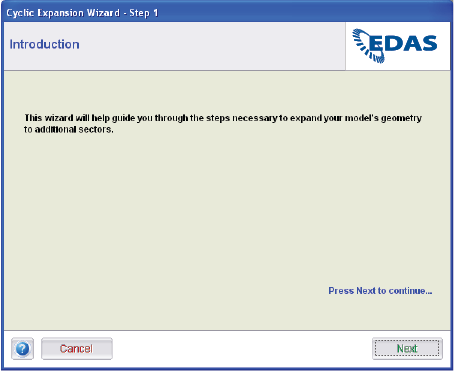 Cyclic Expansion Wizard - Step 1
Introduction
EDAS
This wizard will help guide you through the steps necessary to expand your model's geometry
to additional sectors.
Press Next to continue...
?
Cancel
Next